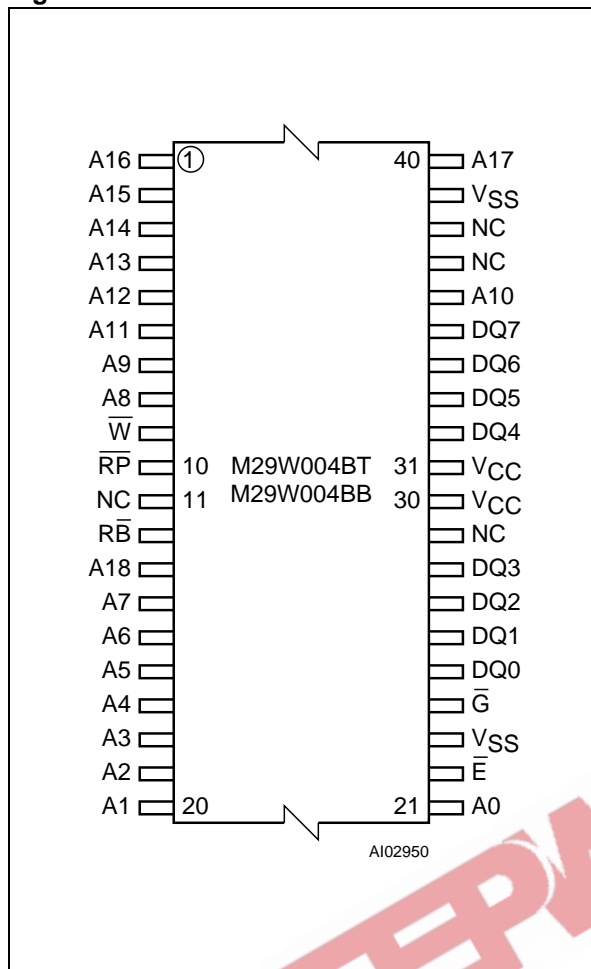 A16 1 40 A17
A15 VSS
A14 NC
A13 NC
A12 A10
A11 DQ7
A9 DQ6
A8 DQ5
W̅ DQ4
R̅P̅ 10 M29W004BT 31 VCC
NC 11 M29W004BB 30 VCC
RB̅ NC
A18 DQ3
A7 DQ2
A6 DQ1
A5 DQ0
A4 G̅
A3 VSS
A2 E̅
A1 20 21 A0
AI02950